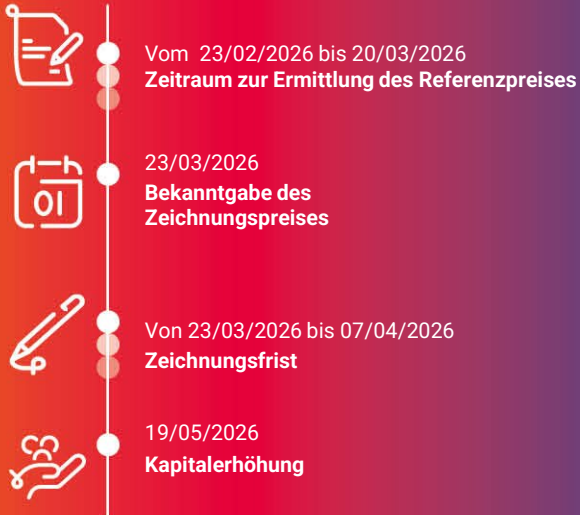 Vom 23/02/2026 bis 20/03/2026
Zeitraum zur Ermittlung des Referenzpreises
23/03/2026
Bekanntgabe des
Zeichnungspreises
01
Von 23/03/2026 bis 07/04/2026
Zeichnungsfrist
19/05/2026
Kapitalerhöhung